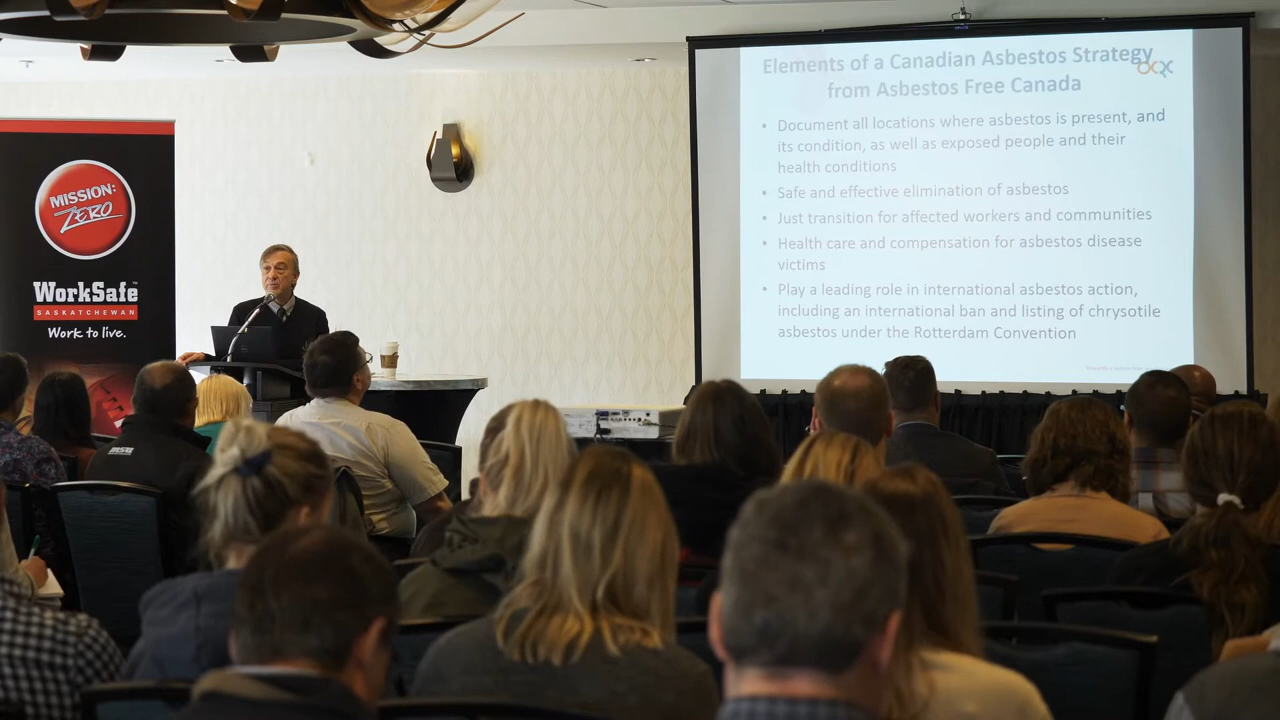 MISSION:
ZERO
WorkSafe
SASKATCHEWAN
Work to live.
Elements of a Canadian Asbestos Strategy
from Asbestos Free Canada
• Document all locations where asbestos is present, and
its condition, as well as exposed people and their
health conditions
• Safe and effective elimination of asbestos
• Just transition for affected workers and communities
• Health care and compensation for asbestos disease
victims
• Play a leading role in international asbestos action,
including an international ban and listing of chrysotile
asbestos under the Rotterdam Convention